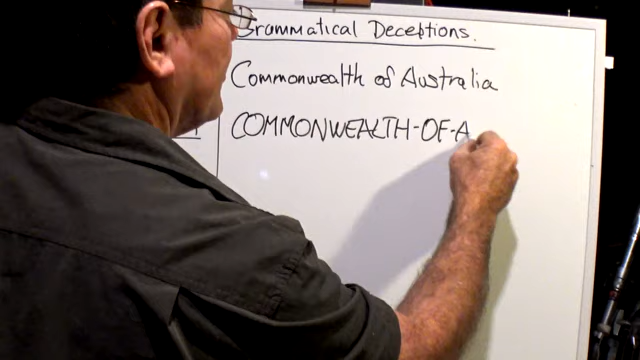 Grammatical Deceptions.
Commonwealth of Australia
COMMONWEALTH-OF-A